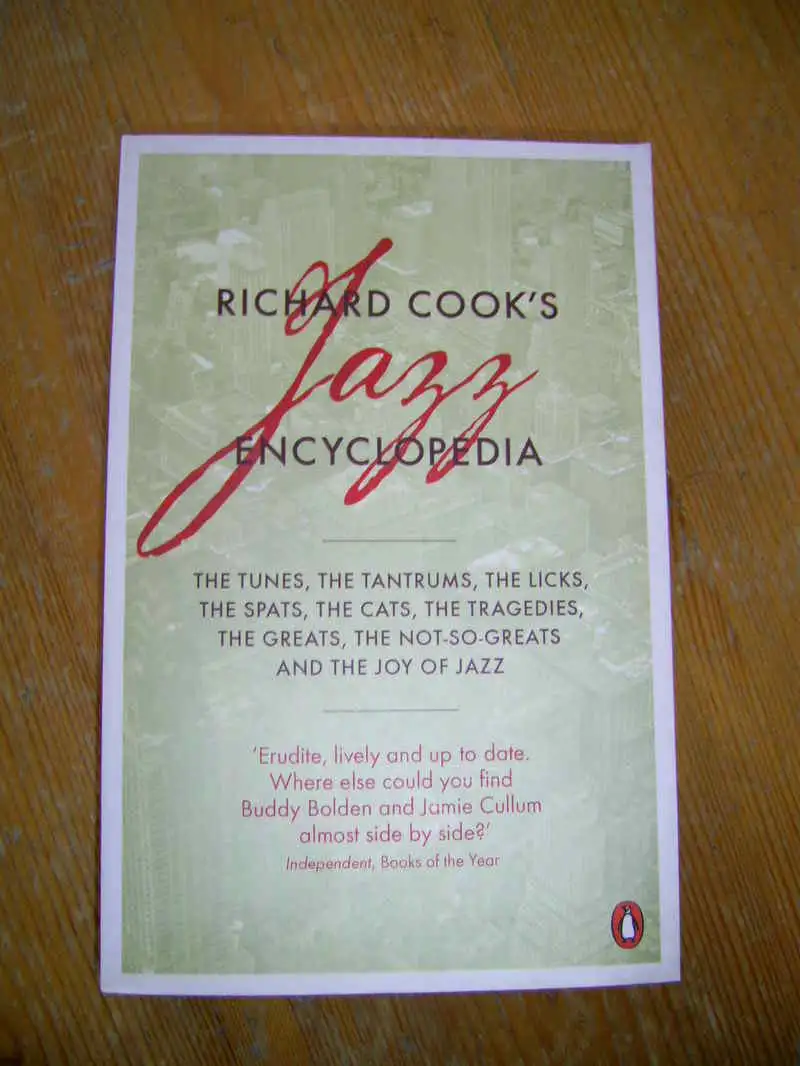 RICHARD COOK'S
Jazz
ENCYCLOPEDIA
THE TUNES, THE TANTRUMS, THE LICKS,
THE SPATS, THE CATS, THE TRAGEDIES,
THE GREATS, THE NOT-SO-GREATS
AND THE JOY OF JAZZ
'Erudite, lively and up to date.
Where else could you find
Buddy Bolden and Jamie Cullum
almost side by side?'
Independent, Books of the Year